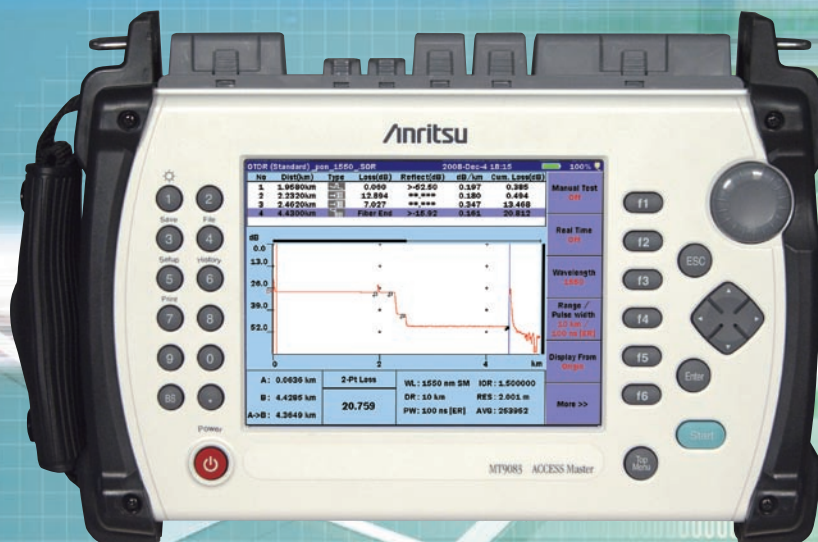 Anritsu
OTDR (Standard) _pon_1550_SOR 2008-Dec-4 18:15 100%
No Dist(km) Type Loss(dB) Reflect(dB) dB/km Cum. Loss(dB)
1 1.9680km 0.060 >-62.50 0.197 0.385
2 2.2320km 12.894 **.*** 0.180 0.494
3 2.4020km 7.027 **.*** 0.347 13.468
4 4.4300km Fiber End >-15.92 0.161 20.812
Manual Test
Off
Real Time
Off
Wavelength
1550
Range /
Pulse width
10 km /
100 ns [ER]
Display From
Origin
More >>
dB
0.0
13.0
26.0
39.0
52.0
0 2 4 km
A: 0.0636 km
B: 4.4285 km
A->B: 4.3649 km
2-Pt Loss
20.759
WL: 1550 nm SM IOR: 1.500000
DR: 10 km RES: 2.001 m
PW: 100 ns [ER] AVG: 253952
1 2
Save File
3 4
Setup History
5 6
Print
7 8
9 0
BS .
Power
f1
f2
f3
f4
f5
f6
ESC
Enter
Start
Top
Menu
MT9083 ACCESS Master